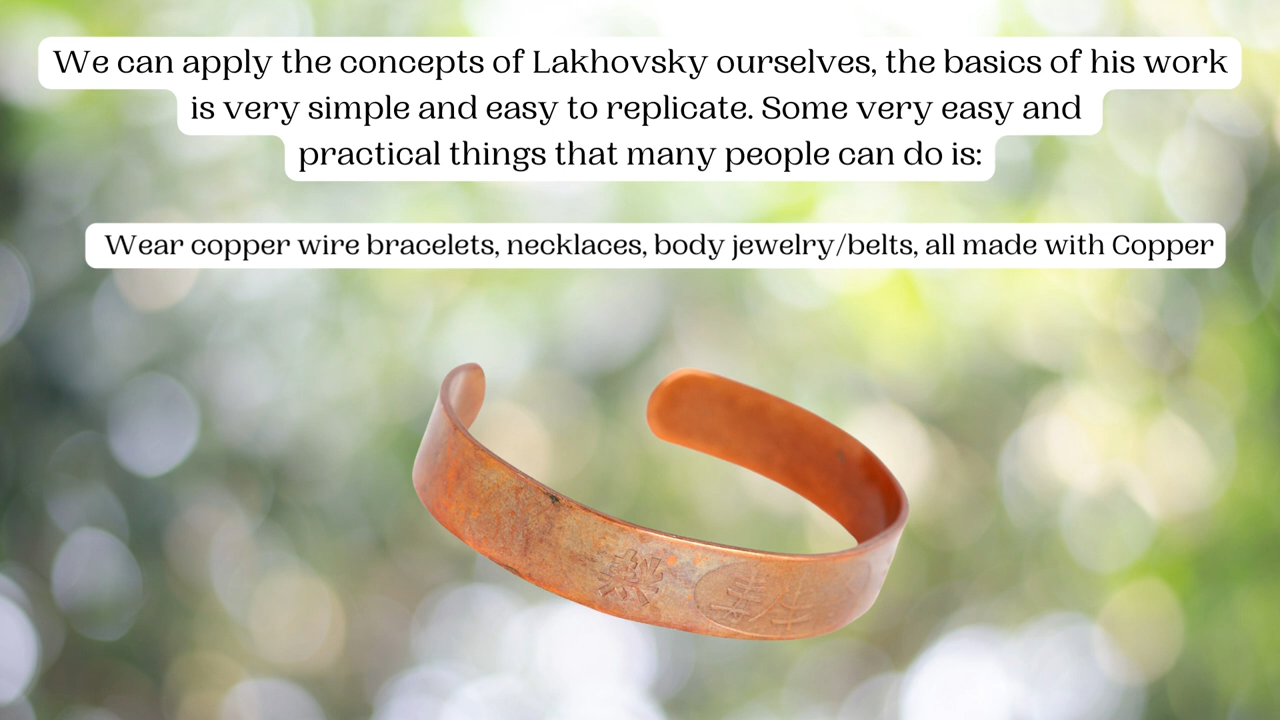 We can apply the concepts of Lakhovsky ourselves, the basics of his work
is very simple and easy to replicate. Some very easy and
practical things that many people can do is:
Wear copper wire bracelets, necklaces, body jewelry/belts, all made with Copper